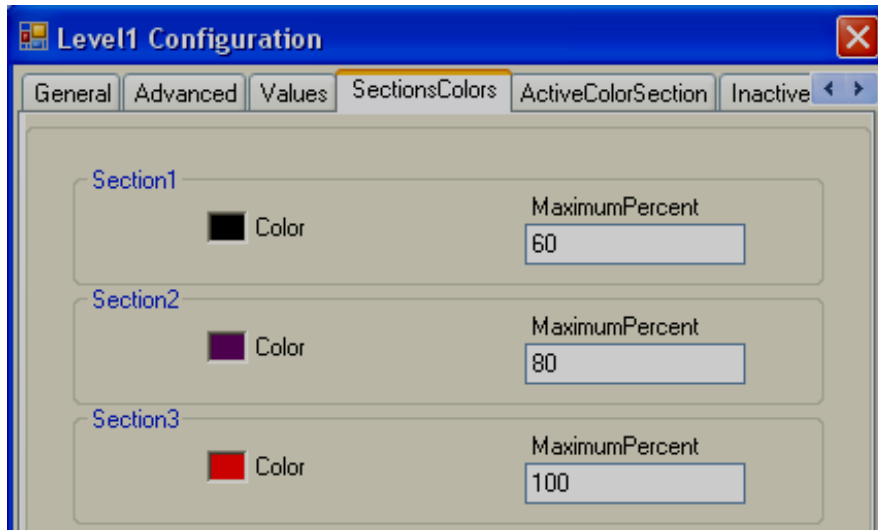 Level1 Configuration
General Advanced Values SectionsColors ActiveColorSection Inactive
Section1
MaximumPercent
Color
60
Section2
MaximumPercent
Color
80
Section3
MaximumPercent
Color
100